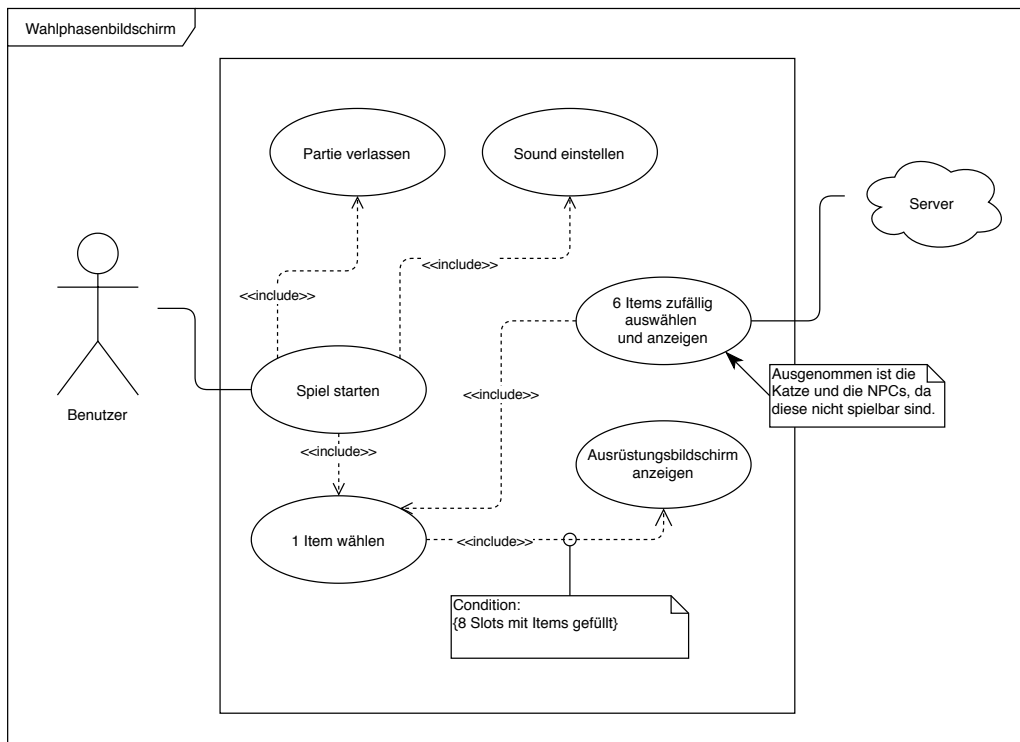 Wahlphasenbildschirm
Partie verlassen
Sound einstellen
Server
<<include>>
<<include>>
6 Items zufällig
auswählen
und anzeigen
Ausgenommen ist die
Katze und die NPCs, da
diese nicht spielbar sind.
Spiel starten
Benutzer
<<include>>
<<include>>
Ausrüstungsbildschirm
anzeigen
1 Item wählen
<<include>>
Condition:
{8 Slots mit Items gefüllt}